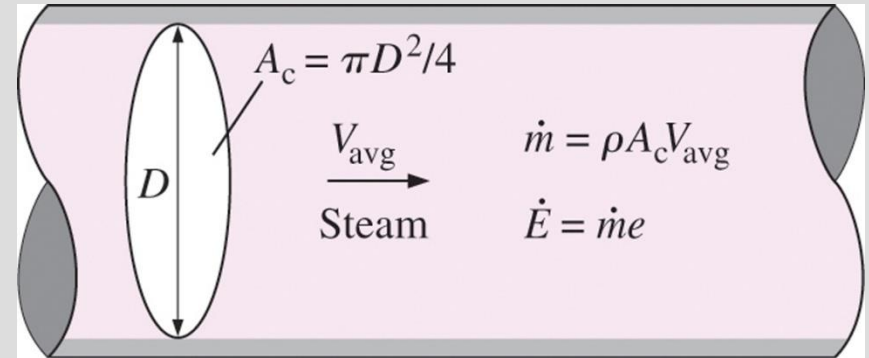 A_c = πD²/4
V_avg
ṁ = ρA_cV_avg
D
Steam
Ė = ṁe